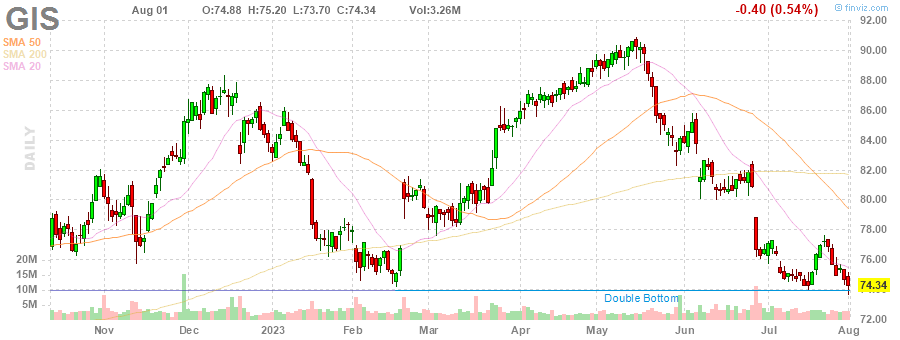 GIS
Aug 01 O:74.88 H:75.20 L:73.70 C:74.34 Vol:3.26M -0.40 (0.54%)
© finviz.com
SMA 50
SMA 200
SMA 20
DAILY
92.00
90.00
88.00
86.00
84.00
82.00
80.00
78.00
76.00
74.34
72.00
20M
15M
10M
5M
Double Bottom
Nov Dec 2023 Feb Mar Apr May Jun Jul Aug